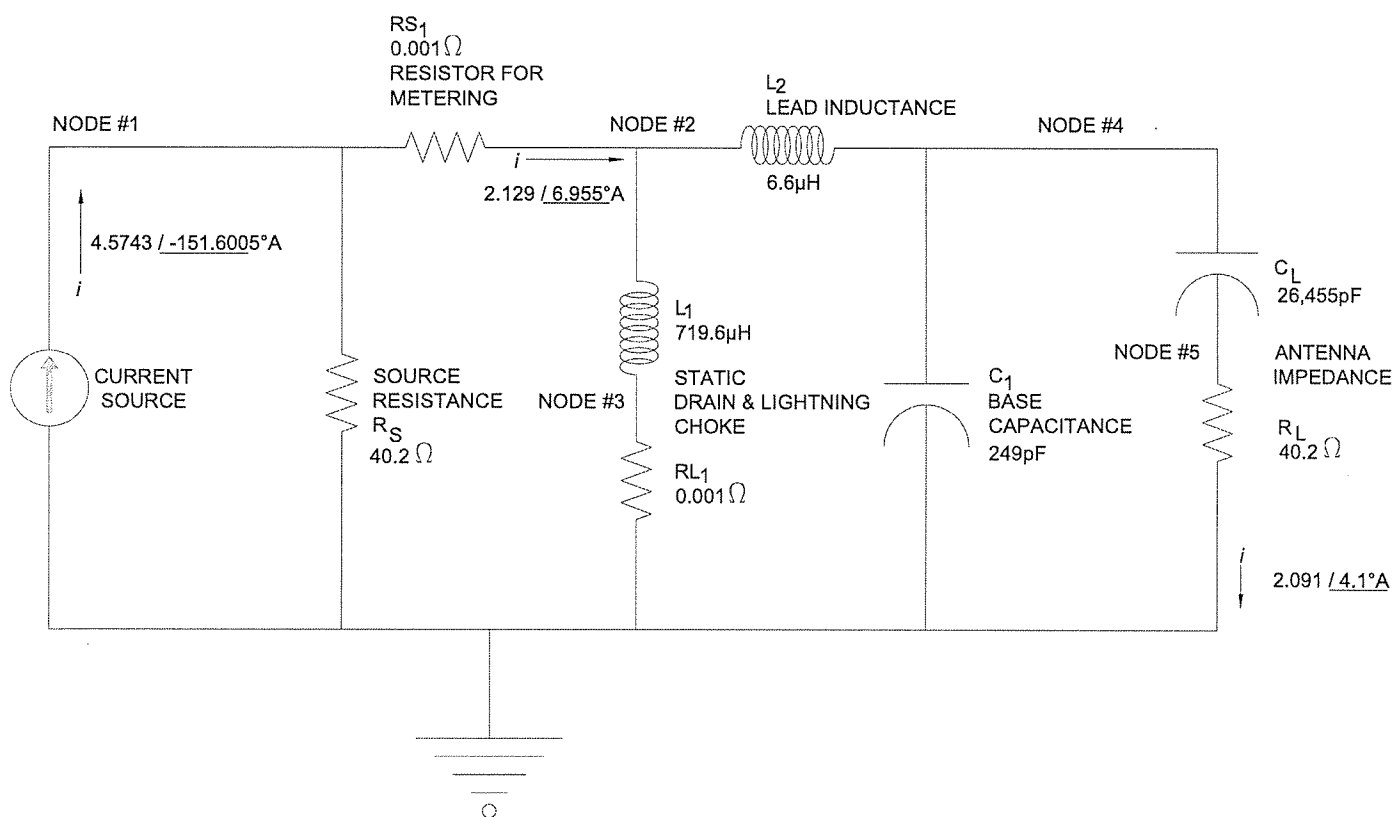 RS1
0.001Ω
RESISTOR FOR
METERING
NODE #1
NODE #2
L2
LEAD INDUCTANCE
NODE #4
i
2.129 / 6.955°A
6.6µH
4.5743 / -151.6005°A
i
CL
26,455pF
L1
719.6µH
NODE #5
ANTENNA
IMPEDANCE
CURRENT
SOURCE
SOURCE
RESISTANCE
RS
40.2 Ω
NODE #3
STATIC
DRAIN & LIGHTNING
CHOKE
C1
BASE
CAPACITANCE
249pF
RL
40.2 Ω
RL1
0.001Ω
i
2.091 / 4.1°A